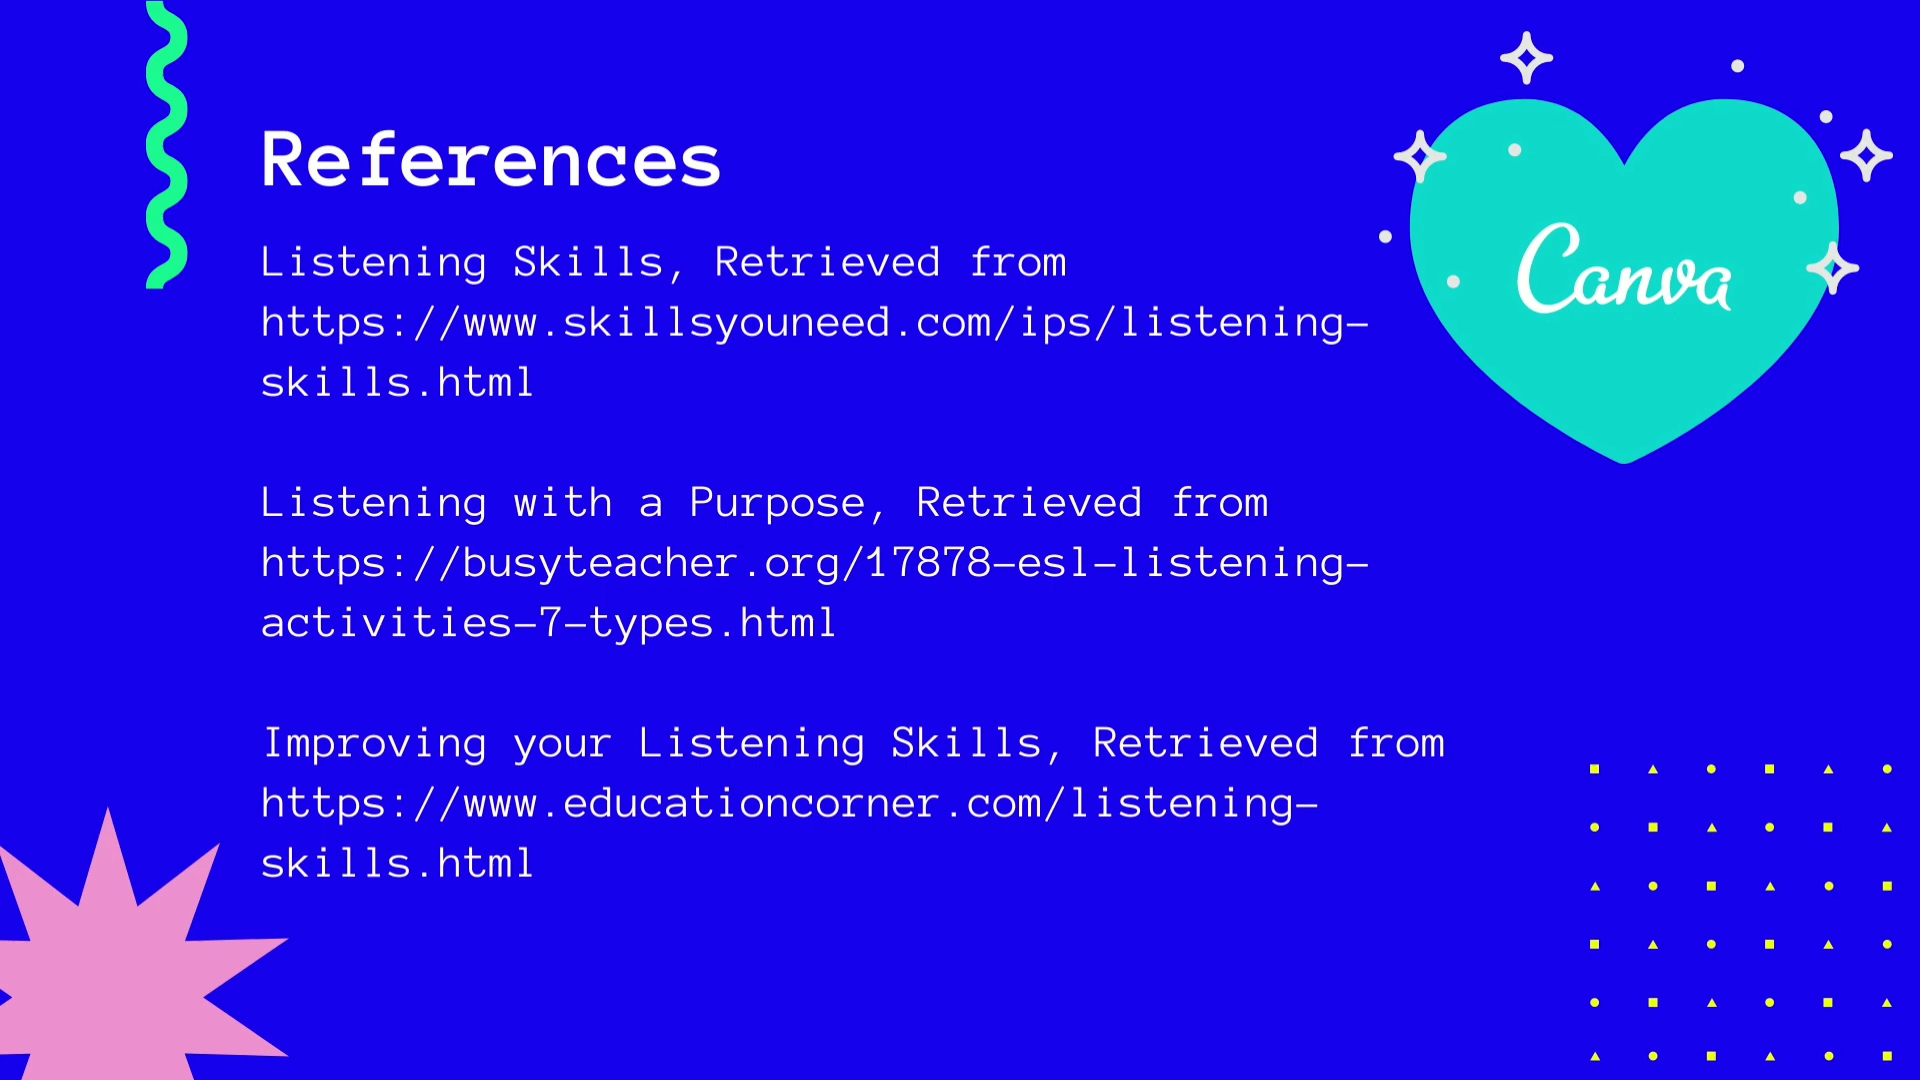 References
Listening Skills, Retrieved from
https://www.skillsyouneed.com/ips/listening-
skills.html
Listening with a Purpose, Retrieved from
https://busyteacher.org/17878-esl-listening-
activities-7-types.html
Improving your Listening Skills, Retrieved from
https://www.educationcorner.com/listening-
skills.html
Canva